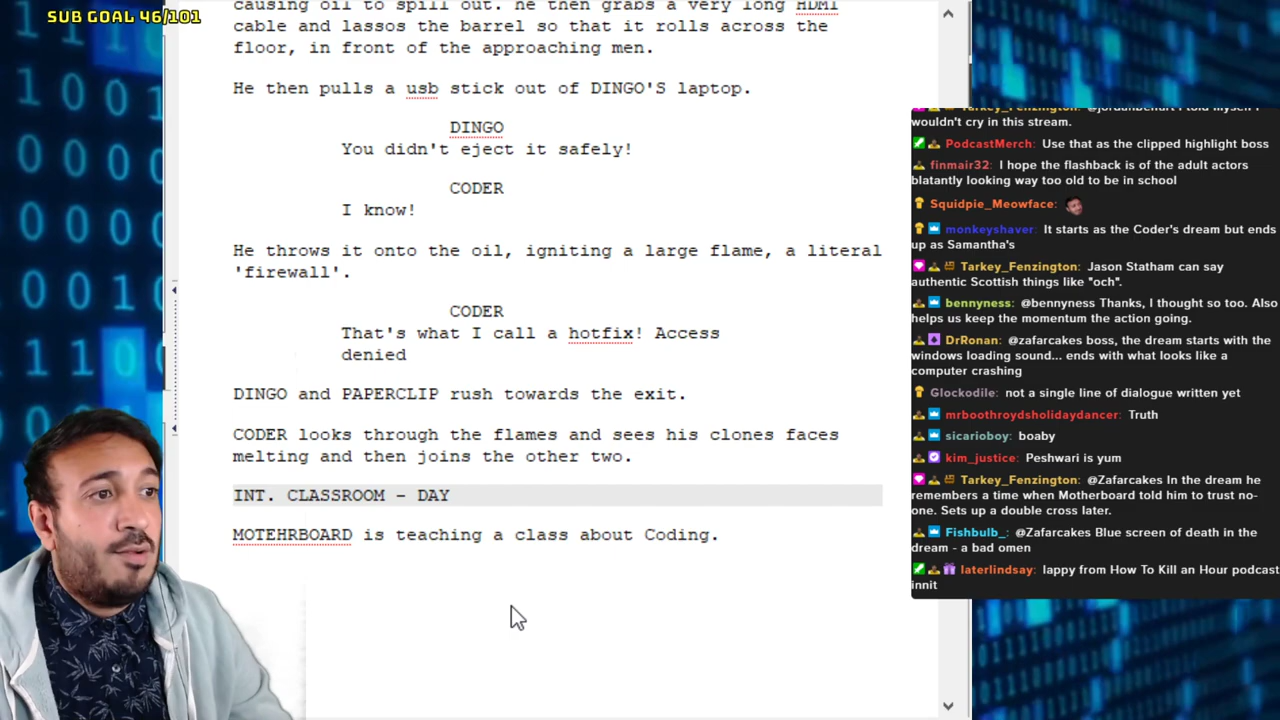 SUB GOAL 46/101
causing oil to spill out. He then grabs a very long HDMI
cable and lassos the barrel so that it rolls across the
floor, in front of the approaching men.
He then pulls a usb stick out of DINGO'S laptop.
DINGO
You didn't eject it safely!
CODER
I know!
He throws it onto the oil, igniting a large flame, a literal
'firewall'.
CODER
That's what I call a hotfix! Access
denied
DINGO and PAPERCLIP rush towards the exit.
CODER looks through the flames and sees his clones faces
melting and then joins the other two.
INT. CLASSROOM - DAY
MOTEHRBOARD is teaching a class about Coding.
wouldn't cry in this stream.
PodcastMerch: Use that as the clipped highlight boss
finmair32: I hope the flashback is of the adult actors
blatantly looking way too old to be in school
Squidpie_Meowface:
monkeyshaver: It starts as the Coder's dream but ends
up as Samantha's
Tarkey_Fenzington: Jason Statham can say
authentic Scottish things like "och".
bennyness: @bennyness Thanks, I thought so too. Also
helps us keep the momentum the action going.
DrRonan: @zafarcakes boss, the dream starts with the
windows loading sound... ends with what looks like a
computer crashing
Glockodile: not a single line of dialogue written yet
mrboothroydsholidaydancer: Truth
sicarioboy: boaby
kim_justice: Peshwari is yum
Tarkey_Fenzington: @Zafarcakes In the dream he
remembers a time when Motherboard told him to trust no-
one. Sets up a double cross later.
Fishbulb_: @Zafarcakes Blue screen of death in the
dream - a bad omen
laterlindsay: lappy from How To Kill an Hour podcast
innit